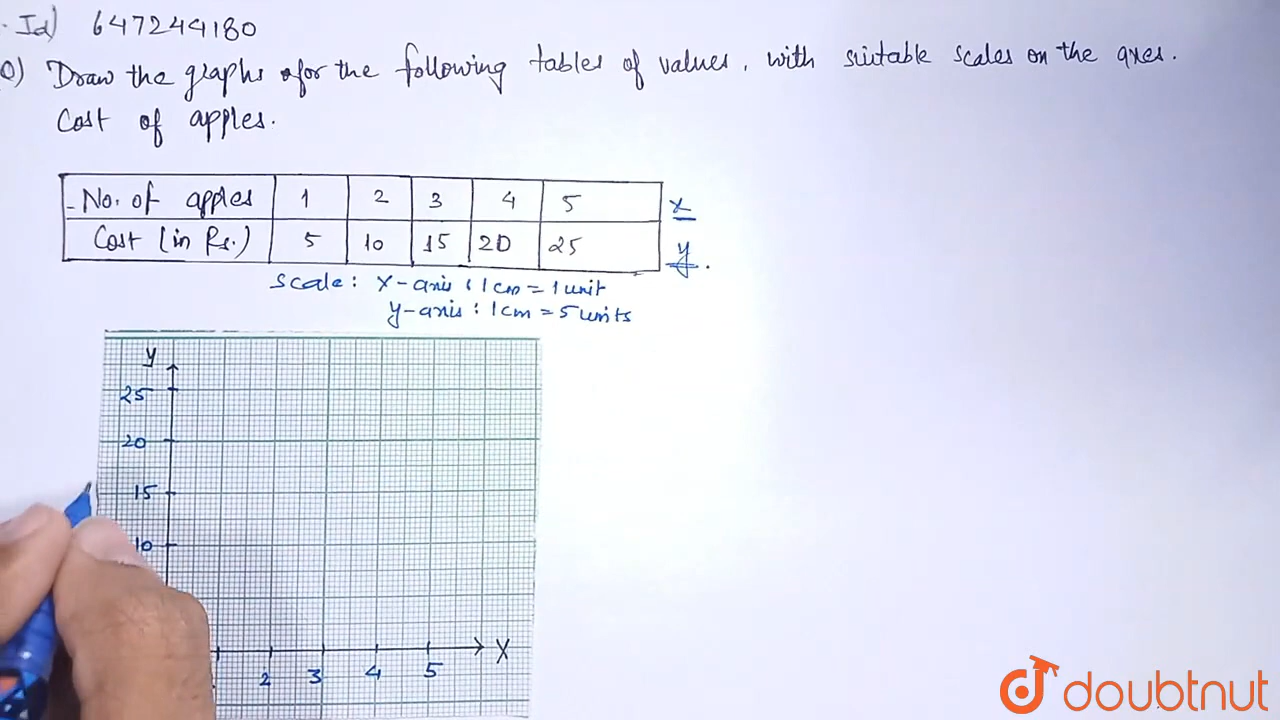 Id) 647244180
Q) Draw the graphs for the following tables of values, with suitable scales on the axes.
Cost of apples.
No. of apples 1 2 3 4 5 x
Cost (in Rs.) 5 10 15 20 25 y.
Scale: X-axis : 1cm = 1 unit
y-axis : 1cm = 5 units
y
25
20
15
10
X
2 3 4 5
doubtnut